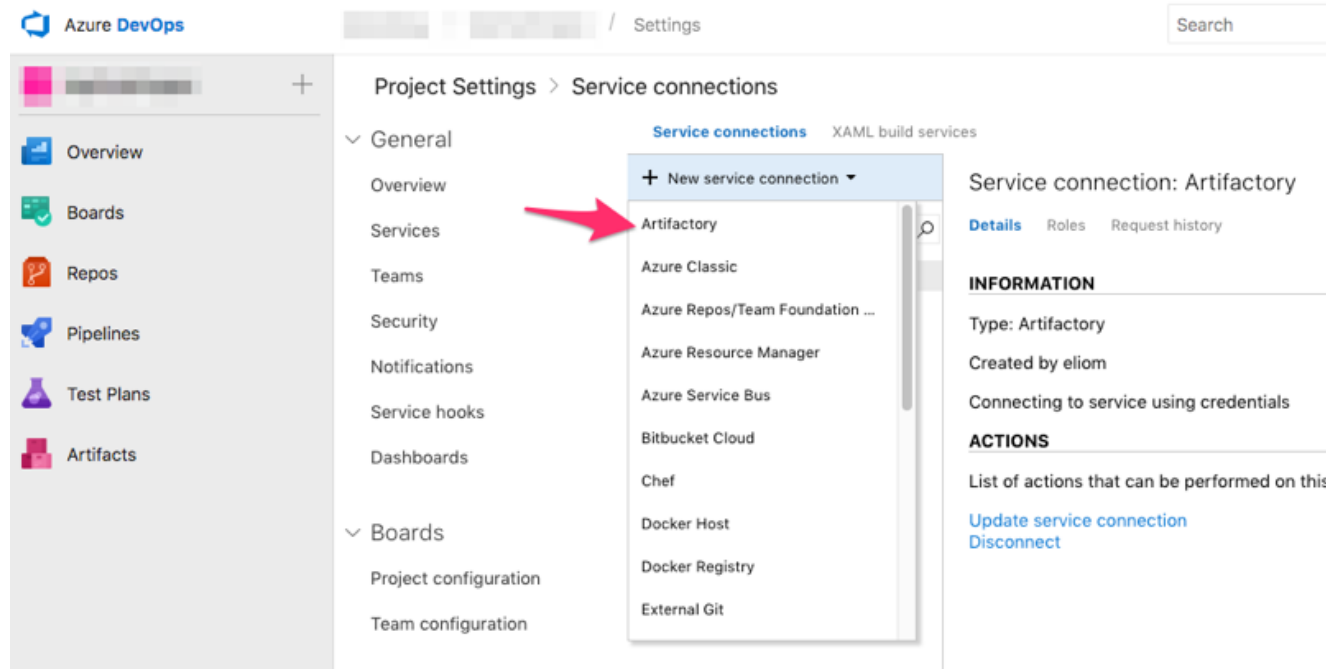 Azure DevOps
/ Settings
Search
+
Overview
Boards
Repos
Pipelines
Test Plans
Artifacts
Project Settings > Service connections
General
Overview
Services
Teams
Security
Notifications
Service hooks
Dashboards
Boards
Project configuration
Team configuration
Service connections XAML build services
+ New service connection
Artifactory
Azure Classic
Azure Repos/Team Foundation ...
Azure Resource Manager
Azure Service Bus
Bitbucket Cloud
Chef
Docker Host
Docker Registry
External Git
Service connection: Artifactory
Details Roles Request history
INFORMATION
Type: Artifactory
Created by eliom
Connecting to service using credentials
ACTIONS
List of actions that can be performed on this
Update service connection
Disconnect